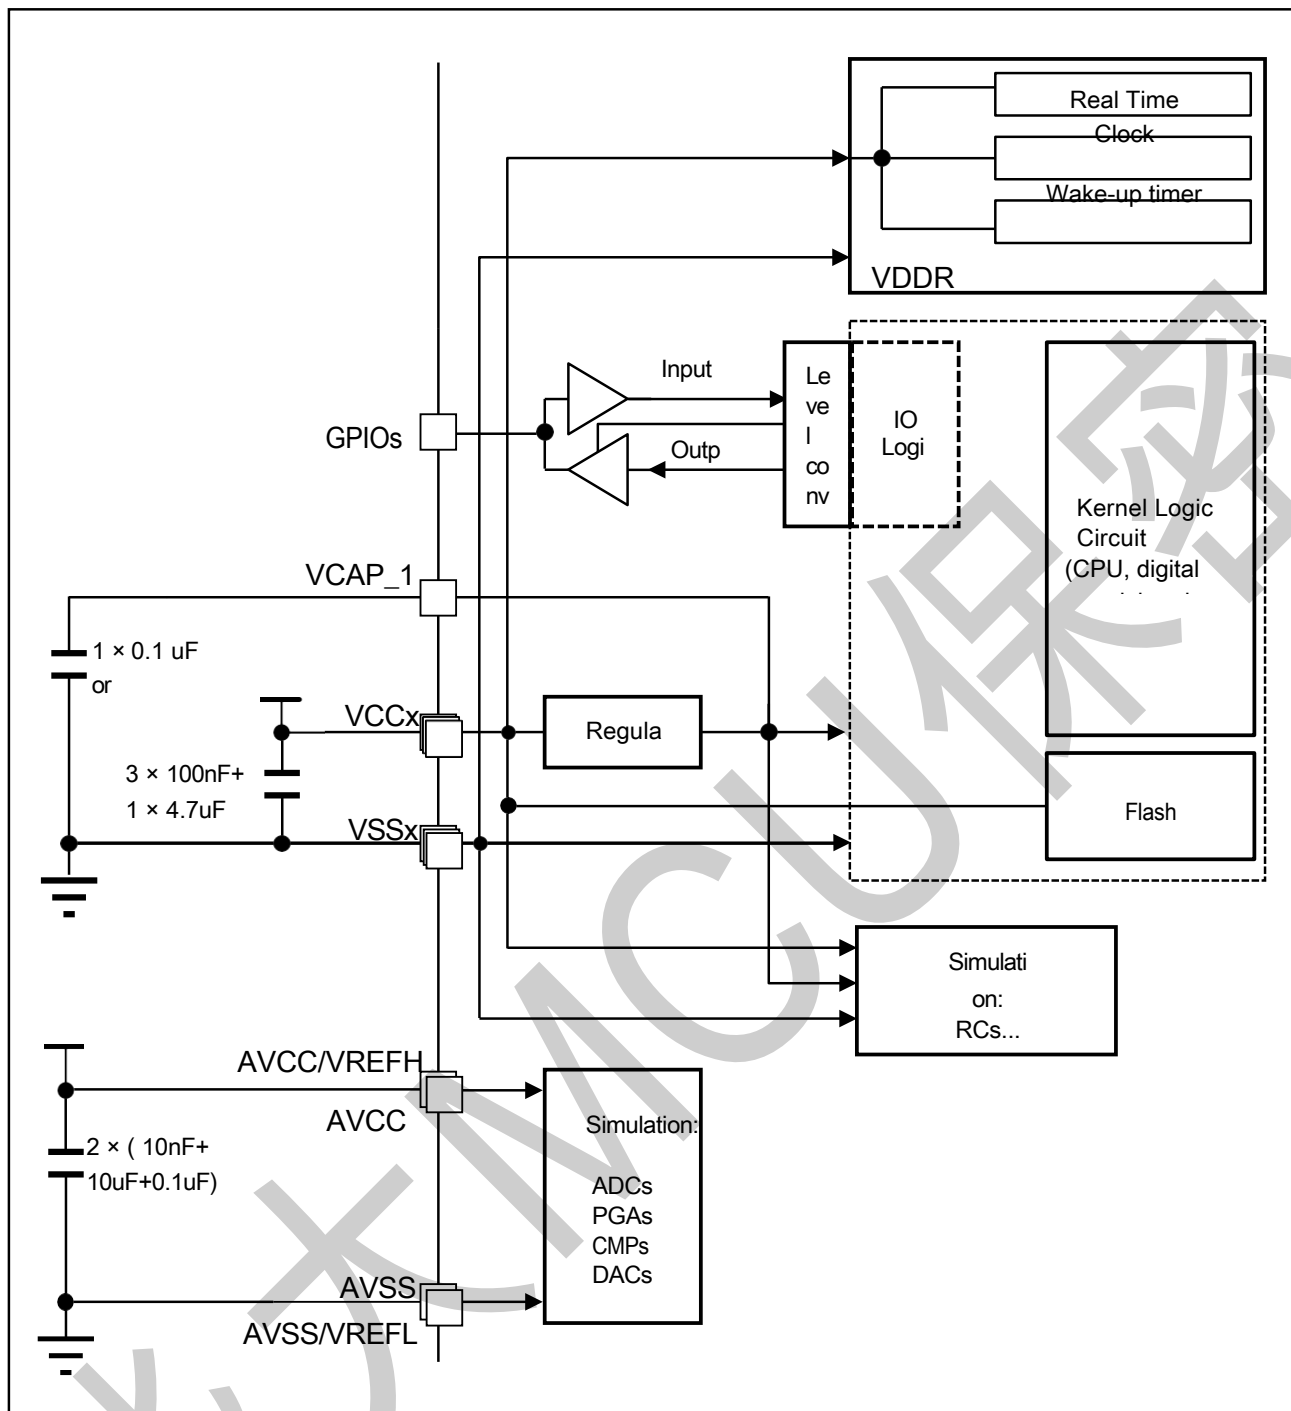 Real Time
Clock
Wake-up timer
VDDR
Input
Le
ve
l
co
nv
IO
Logi
GPIOs
Outp
Kernel Logic
Circuit
(CPU, digital
VCAP_1
1 × 0.1 uF
or
VCCx
Regula
3 × 100nF+
1 × 4.7uF
VSSx
Flash
Simulati
on:
RCs...
AVCC/VREFH
AVCC
2 × ( 10nF+
10uF+0.1uF)
Simulation:
ADCs
PGAs
CMPs
DACs
AVSS
AVSS/VREFL
大MCU保密